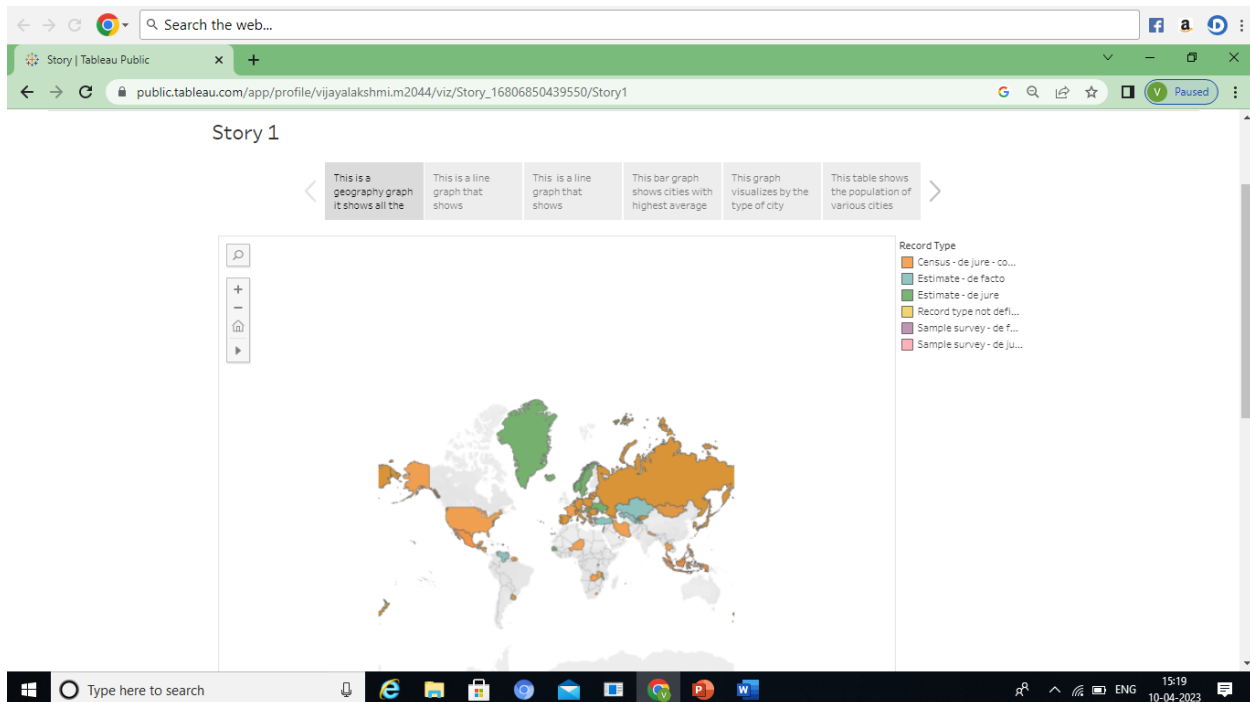 Search the web...
Story | Tableau Public
public.tableau.com/app/profile/vijayalakshmi.m2044/viz/Story_16806850439550/Story1
V Paused
Story 1
This is a
geography graph
it shows all the
This is a line
graph that
shows
This is a line
graph that
shows
This bar graph
shows cities with
highest average
This graph
visualizes by the
type of city
This table shows
the population of
various cities
Record Type
Census - de jure - co...
Estimate - de facto
Estimate - de jure
Record type not defi...
Sample survey - de f...
Sample survey - de ju...
Type here to search
ENG
15:19
10-04-2023